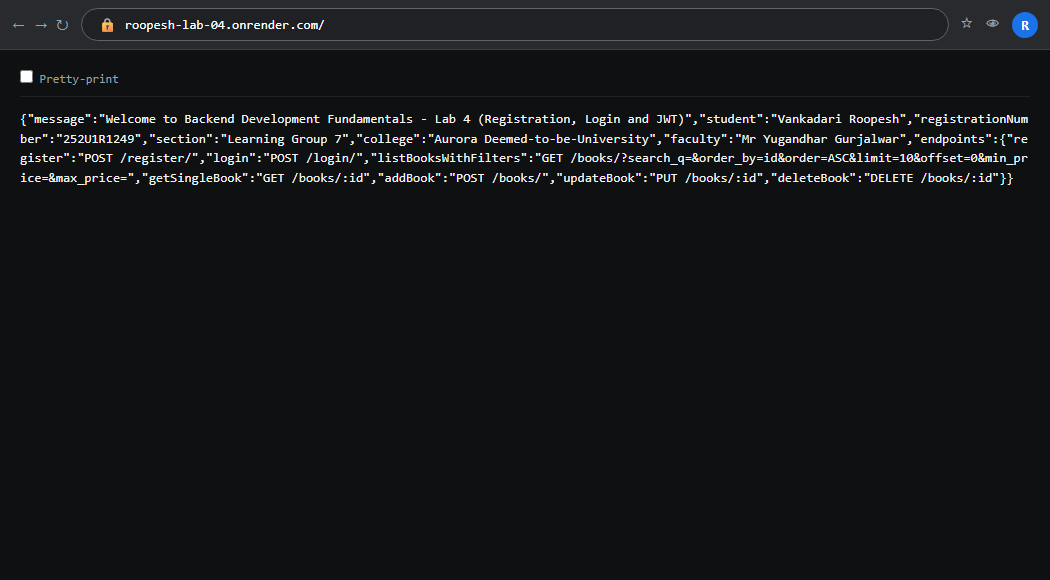 roopesh-lab-04.onrender.com/
R
Pretty-print
{"message":"Welcome to Backend Development Fundamentals - Lab 4 (Registration, Login and JWT)","student":"Vankadari Roopesh","registrationNum
ber":"252U1R1249","section":"Learning Group 7","college":"Aurora Deemed-to-be-University","faculty":"Mr Yugandhar Gurjalwar","endpoints":{"re
gister":"POST /register/","login":"POST /login/","listBooksWithFilters":"GET /books/?search_q=&order_by=id&order=ASC&limit=10&offset=0&min_pr
ice=&max_price=","getSingleBook":"GET /books/:id","addBook":"POST /books/","updateBook":"PUT /books/:id","deleteBook":"DELETE /books/:id"}}